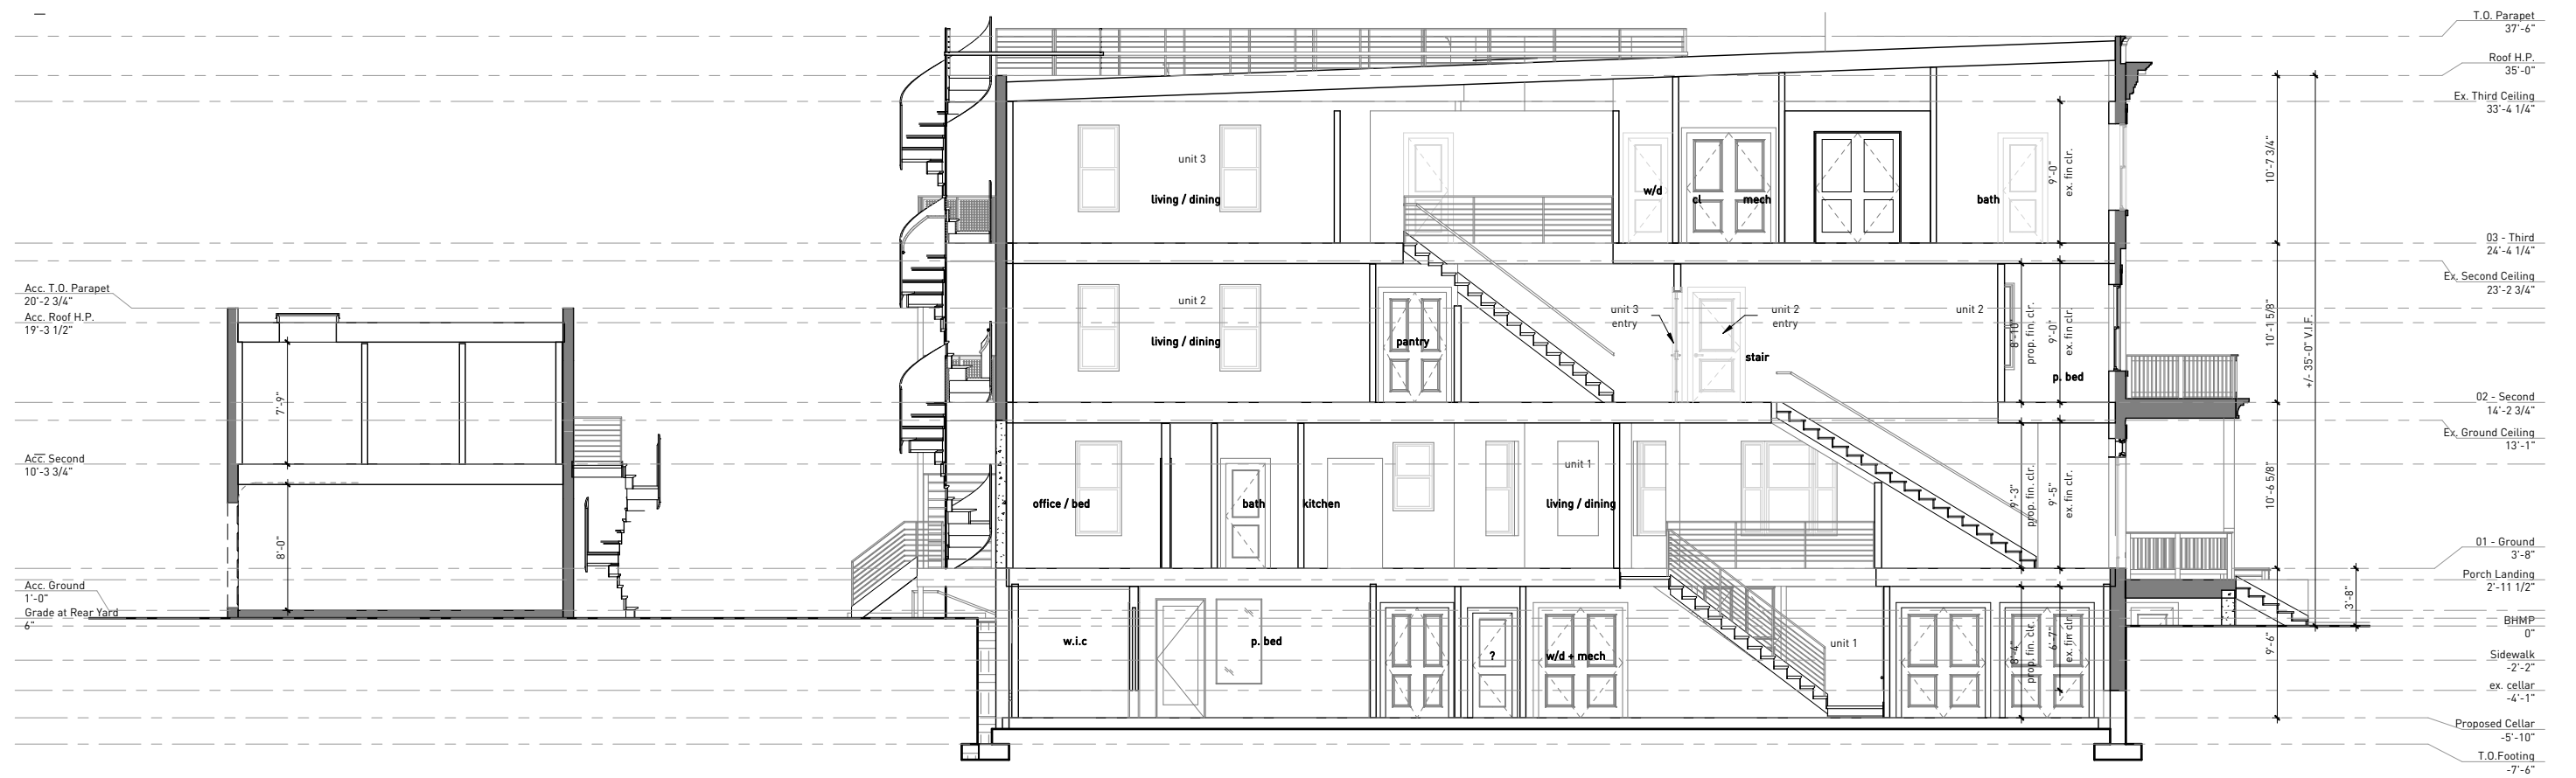 T.O. Parapet
37'-6"
Roof H.P.
35'-0"
Ex. Third Ceiling
33'-4 1/4"
03 - Third
24'-4 1/4"
Ex. Second Ceiling
23'-2 3/4"
02 - Second
14'-2 3/4"
Ex. Ground Ceiling
13'-1"
01 - Ground
3'-8"
Porch Landing
2'-11 1/2"
BHMP
0"
Sidewalk
-2'-2"
ex. cellar
-4'-1"
Proposed Cellar
-5'-10"
T.O.Footing
-7'-6"
Acc. T.O. Parapet
20'-2 3/4"
Acc. Roof H.P.
19'-3 1/2"
Acc. Second
10'-3 3/4"
Acc. Ground
1'-0"
Grade at Rear Yard
6"
7'-9"
8'-0"
unit 3
living / dining
w/d
cl
mech
bath
9'-0"
ex. fin clr.
10'-7 3/4"
unit 2
living / dining
pantry
unit 3
entry
unit 2
entry
stair
unit 2
p. bed
8'-10"
prop. fin. clr.
9'-0"
ex. fin clr.
10'-1 5/8"
+/- 35'-0" V.I.F.
office / bed
bath
kitchen
unit 1
living / dining
9'-3"
prop. fin. clr.
9'-5"
ex. fin clr.
10'-6 5/8"
w.i.c
p. bed
?
w/d + mech
unit 1
8'-4"
prop. fin. clr.
6'-7"
ex. fin clr.
9'-6"
3'-8"